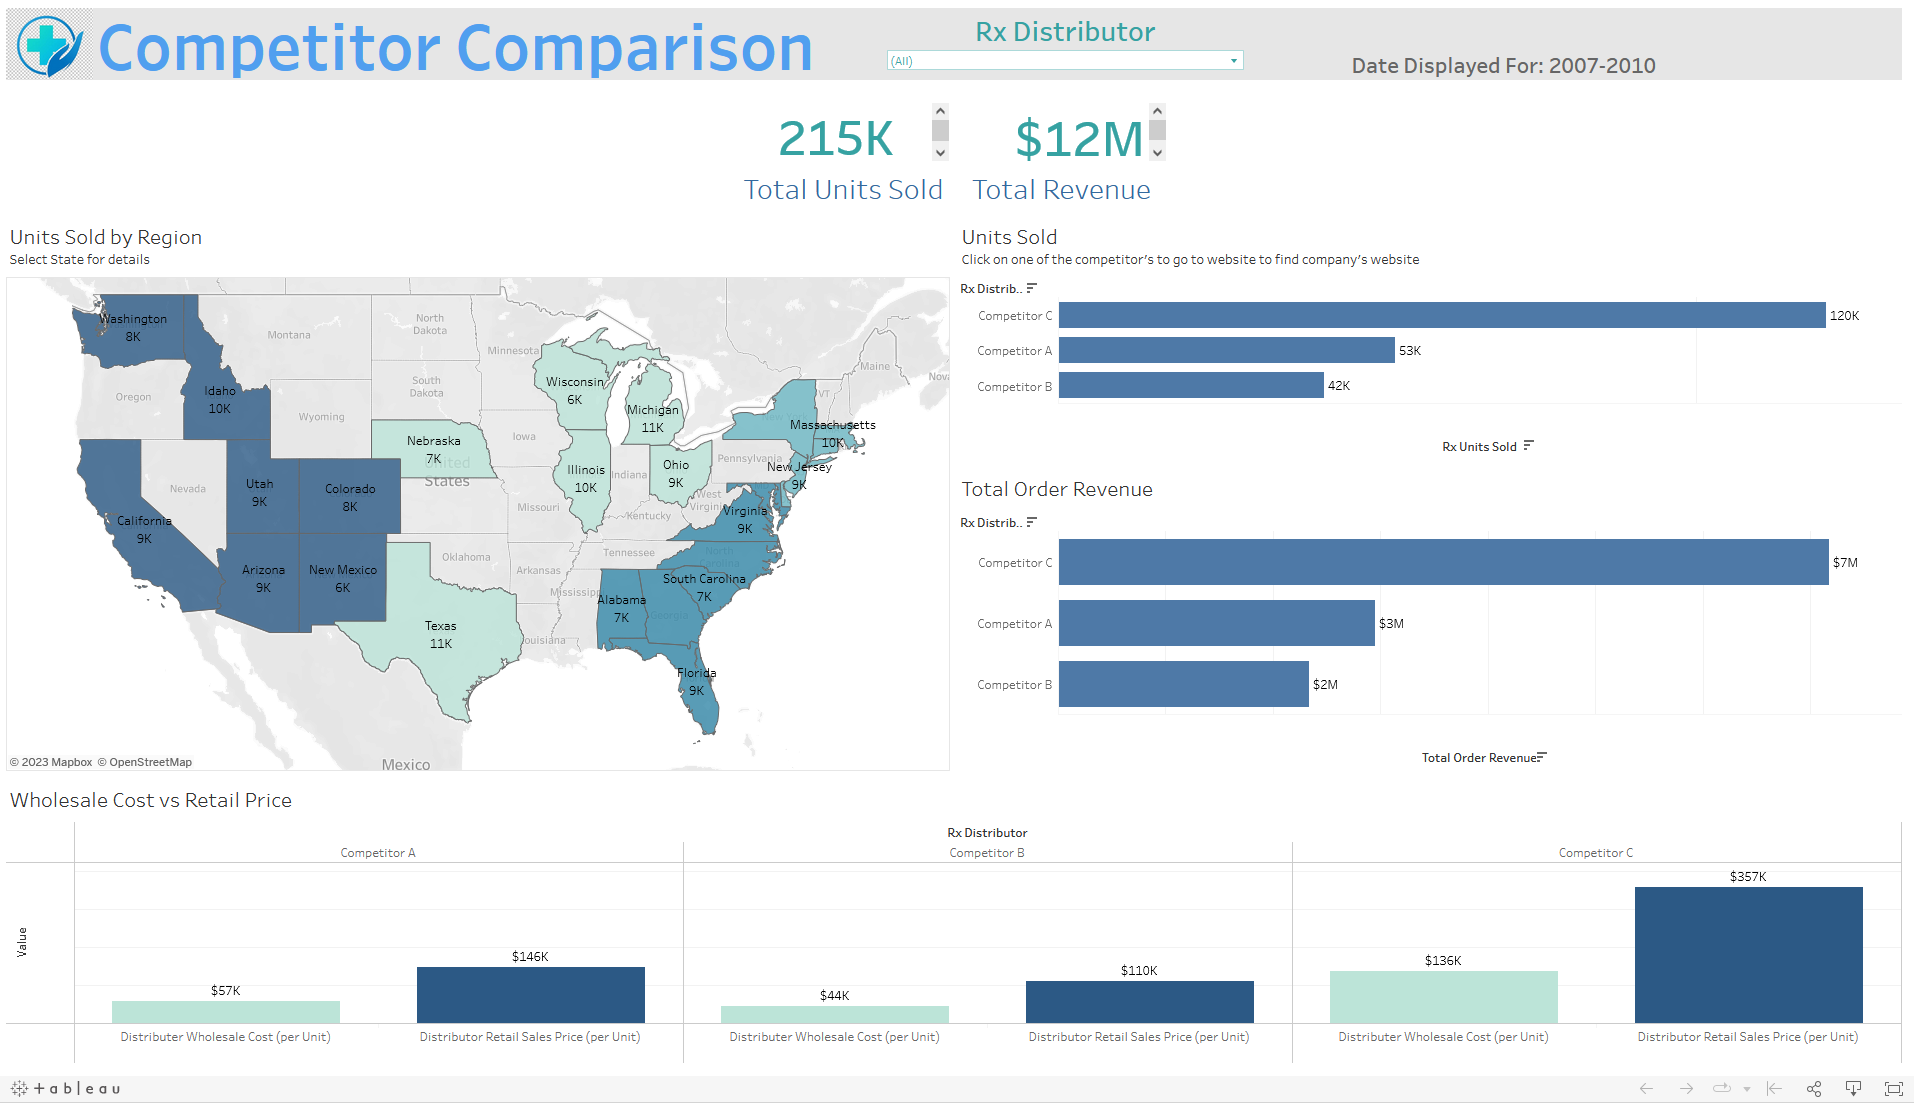 Competitor Comparison
Rx Distributor
(All)
Date Displayed For: 2007-2010
215K
Total Units Sold
$12M
Total Revenue
Units Sold by Region
Select State for details
Washington
8K
Montana
North
Dakota
Minnesota
Maine
Nov
Oregon
Idaho
10K
South
Dakota
Wyoming
Wisconsin
6K
Michigan
11K
VT
Massachusetts
10K
Nebraska
7K
Iowa
United
States
Illinois
10K
Indiana
Ohio
9K
Pennsylvania
New Jersey
9K
Nevada
Utah
9K
Colorado
8K
Missouri
Kentucky
West
Virginia
Virginia
9K
California
9K
Arizona
9K
New Mexico
6K
Oklahoma
Arkansas
Tennessee
North
Carolina
South Carolina
7K
Mississippi
Alabama
7K
Georgia
Texas
11K
ouisiana
Florida
9K
Mexico
© 2023 Mapbox © OpenStreetMap
Units Sold
Click on one of the competitor's to go to website to find company's website
Rx Distrib..
Competitor C
120K
Competitor A
53K
Competitor B
42K
Rx Units Sold
Total Order Revenue
Rx Distrib..
Competitor C
$7M
Competitor A
$3M
Competitor B
$2M
Total Order Revenue
Wholesale Cost vs Retail Price
Rx Distributor
Competitor A
Competitor B
Competitor C
Value
$57K
$146K
$44K
$110K
$136K
$357K
Distributer Wholesale Cost (per Unit)
Distributor Retail Sales Price (per Unit)
Distributer Wholesale Cost (per Unit)
Distributor Retail Sales Price (per Unit)
Distributer Wholesale Cost (per Unit)
Distributor Retail Sales Price (per Unit)
+ableau